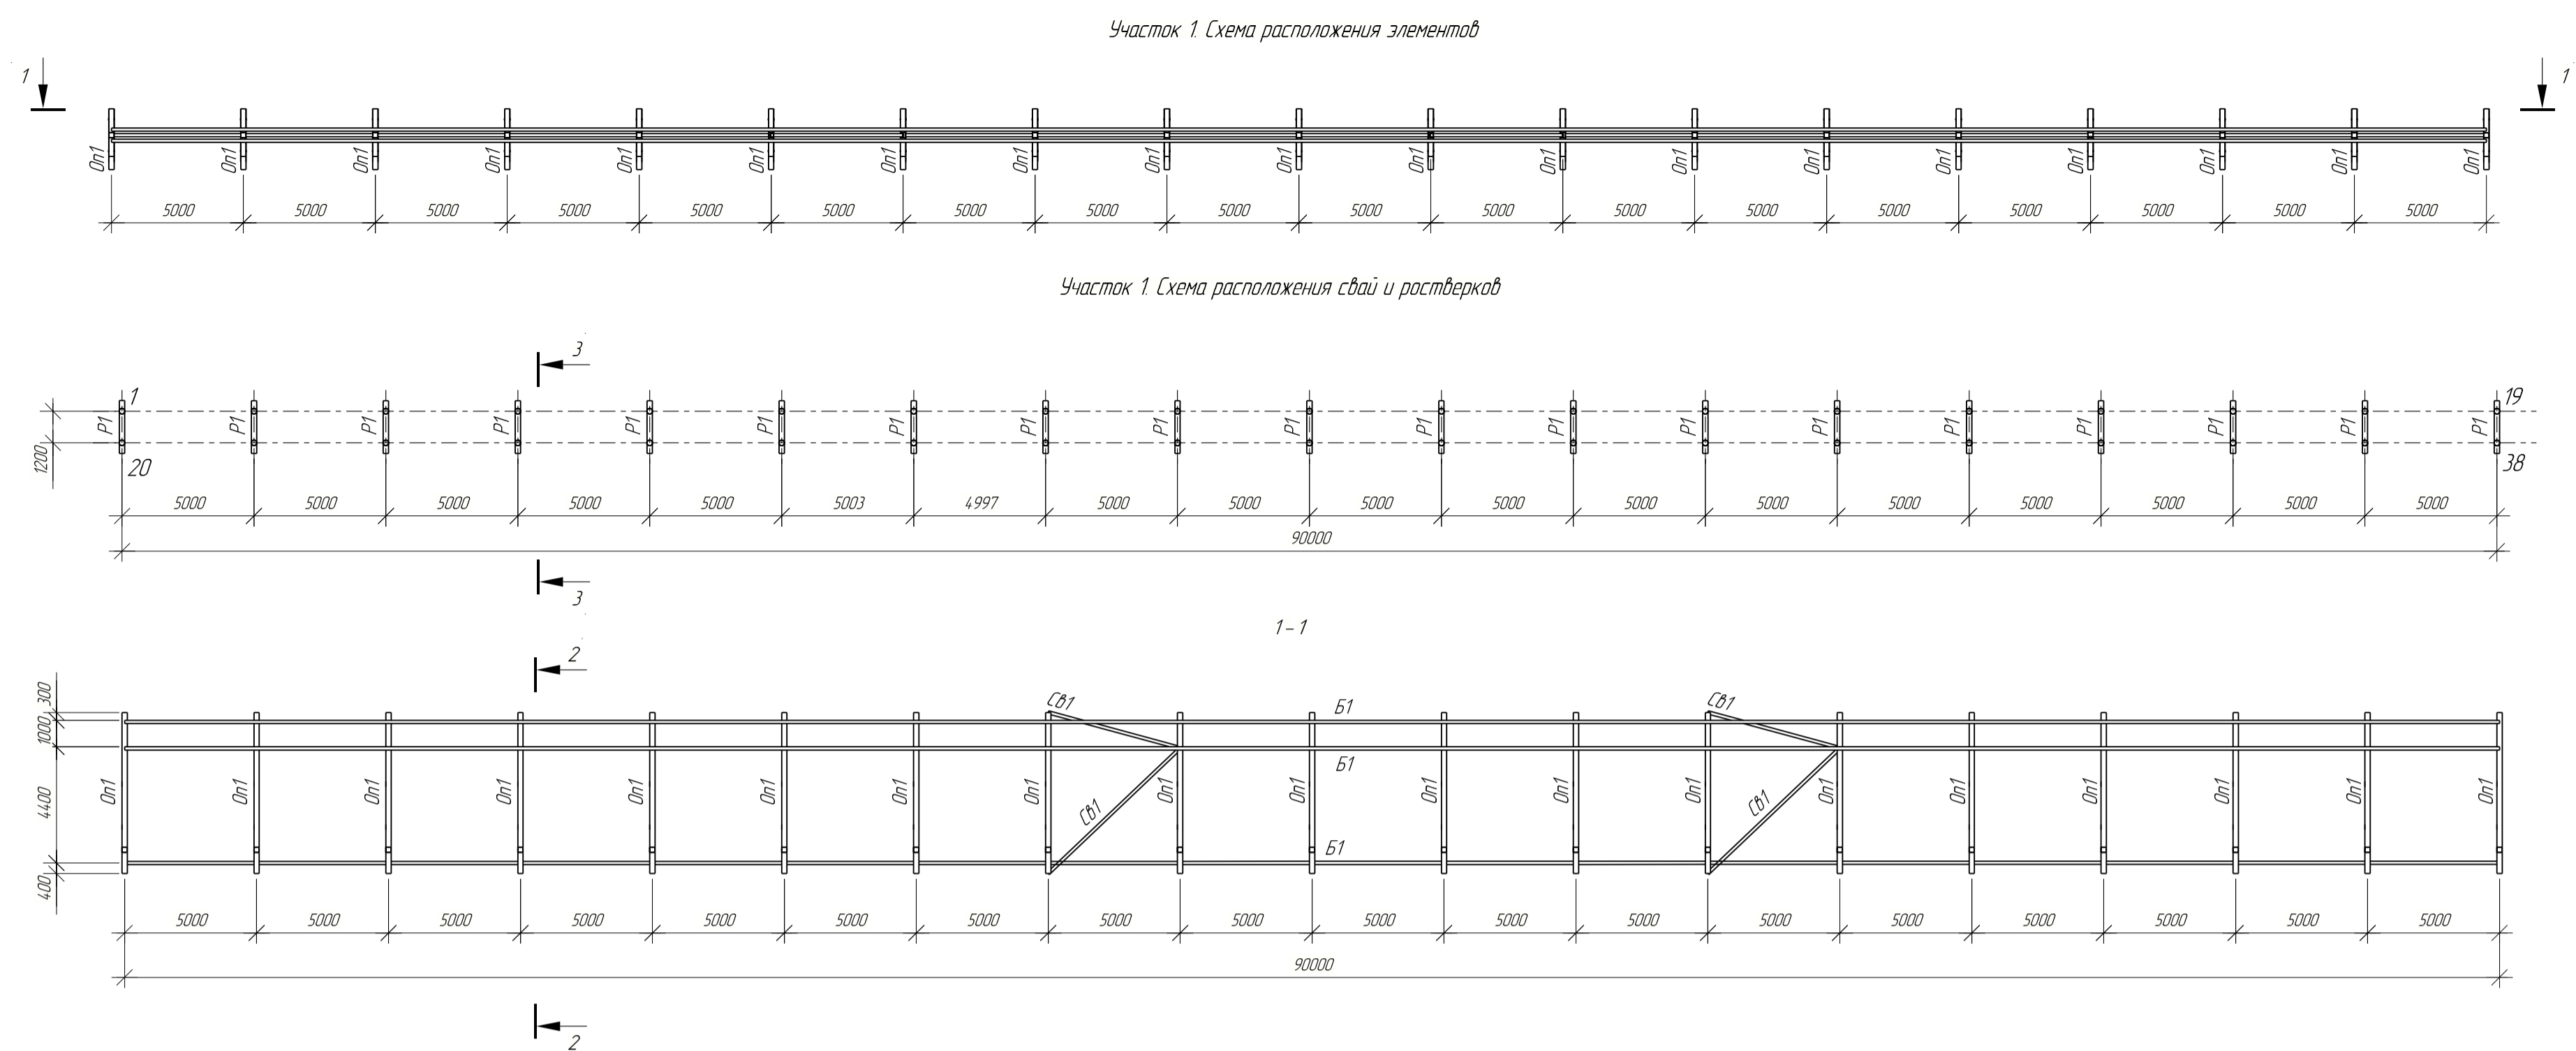 Участок 1. Схема расположения элементов
1 1
Оп1 Оп1 Оп1 Оп1 Оп1 Оп1 Оп1 Оп1 Оп1 Оп1 Оп1 Оп1 Оп1 Оп1 Оп1 Оп1 Оп1 Оп1 Оп1
5000 5000 5000 5000 5000 5000 5000 5000 5000 5000 5000 5000 5000 5000 5000 5000 5000 5000
Участок 1. Схема расположения свай и ростверков
3
1 19
Р1 Р1 Р1 Р1 Р1 Р1 Р1 Р1 Р1 Р1 Р1 Р1 Р1 Р1 Р1 Р1 Р1 Р1 Р1
1200
20 38
5000 5000 5000 5000 5000 5003 4997 5000 5000 5000 5000 5000 5000 5000 5000 5000 5000 5000
90000
3
1-1
2
300
Св1 Б1 Св1
1000
Б1
Оп1 Оп1 Оп1 Оп1 Оп1 Оп1 Оп1 Оп1 Оп1 Оп1 Оп1 Оп1 Оп1 Оп1 Оп1 Оп1 Оп1 Оп1 Оп1
4400
Св1 Св1
Б1
400
5000 5000 5000 5000 5000 5000 5000 5000 5000 5000 5000 5000 5000 5000 5000 5000 5000 5000
90000
2